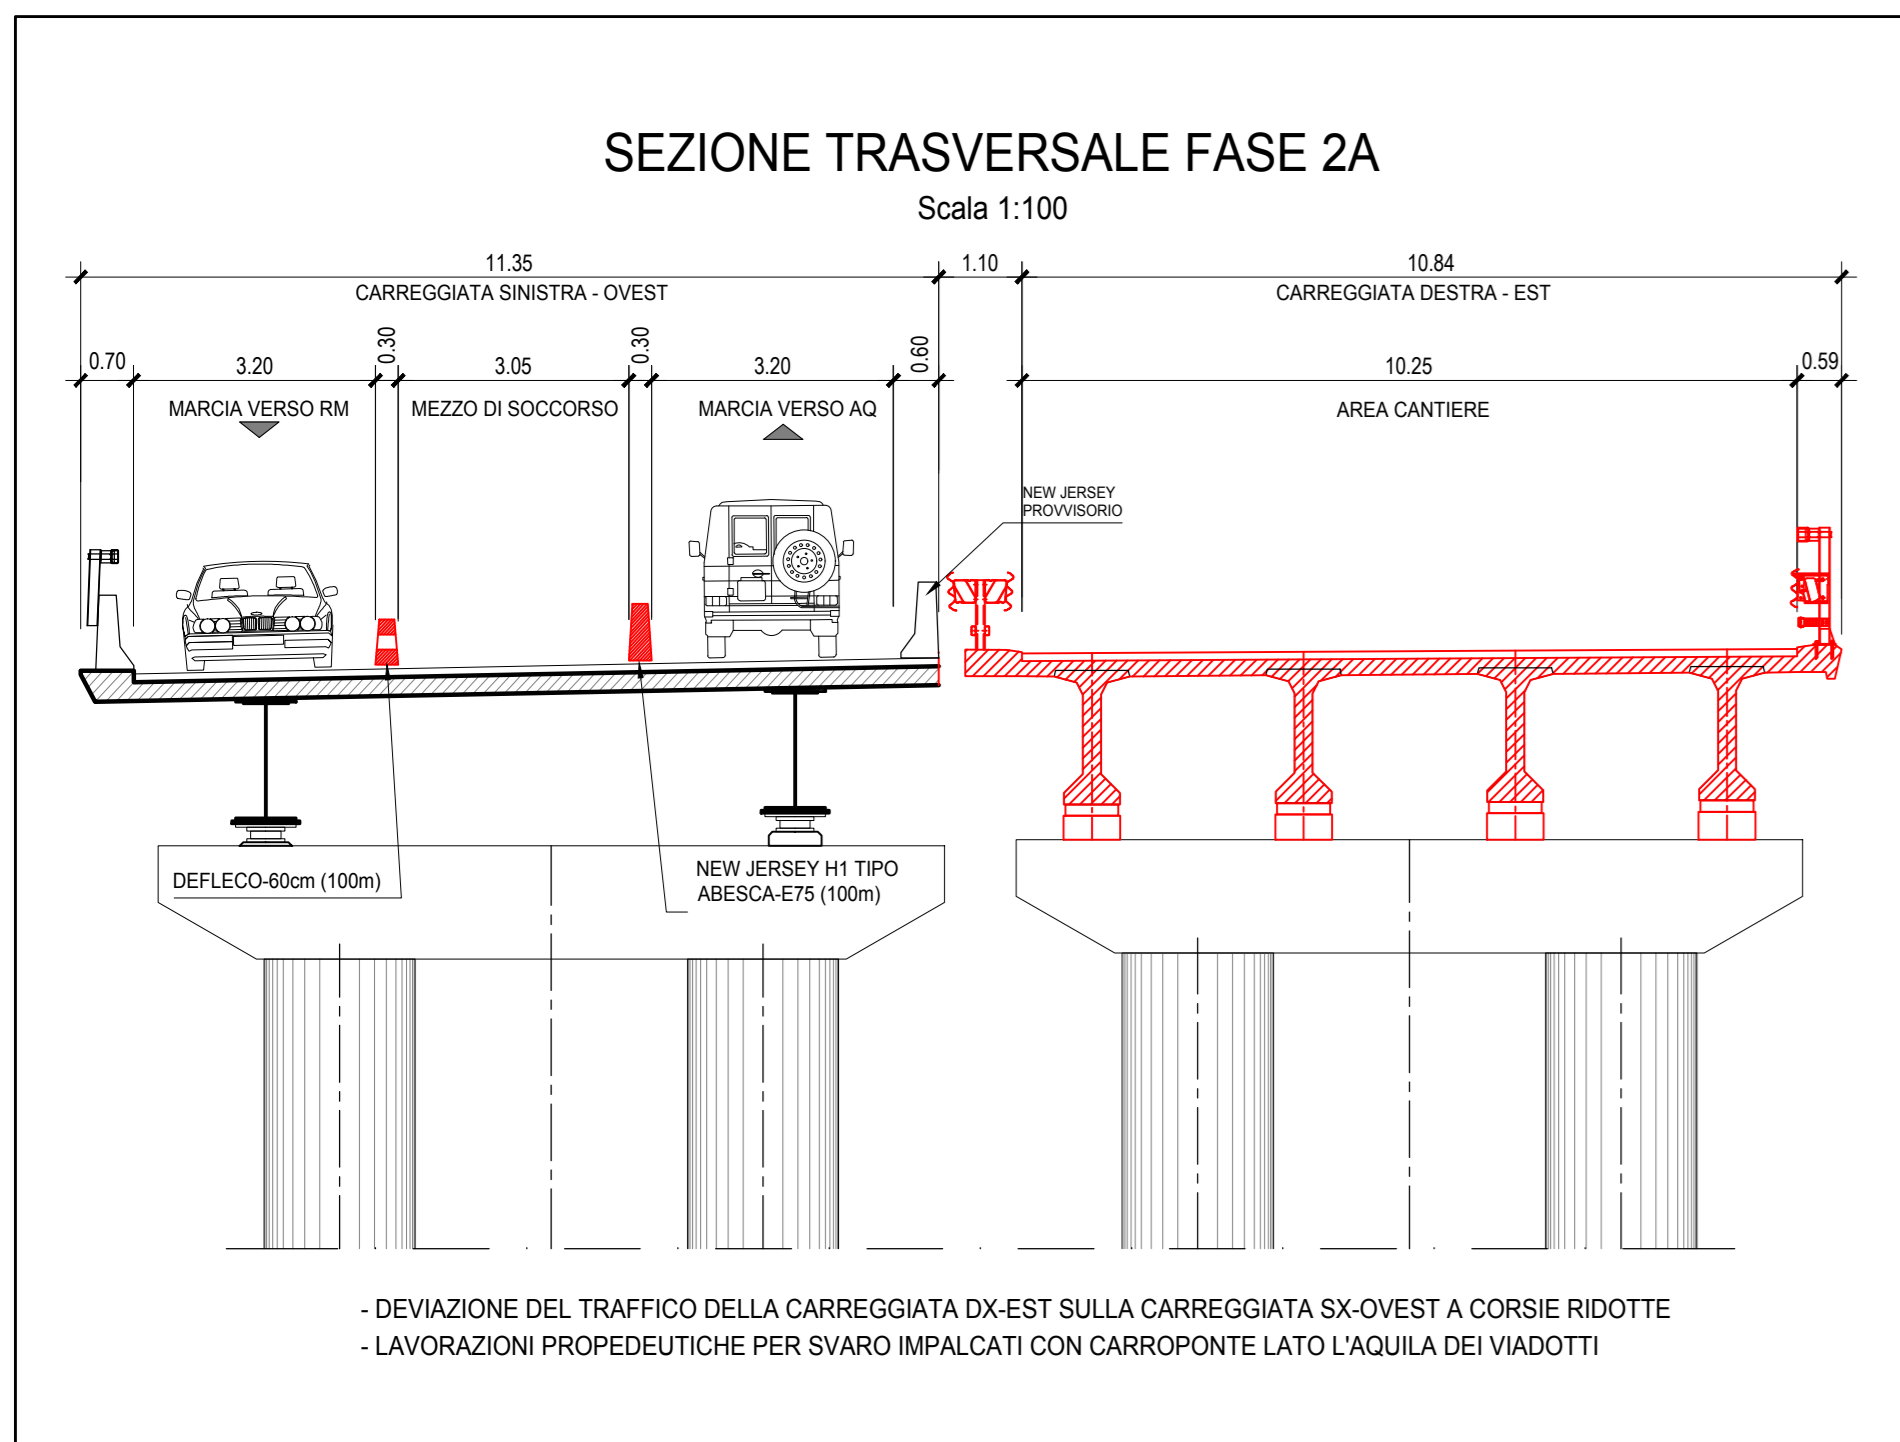 SEZIONE TRASVERSALE FASE 2A
Scala 1:100
11.35
1.10
10.84
CARREGGIATA SINISTRA - OVEST
CARREGGIATA DESTRA - EST
0.70
3.20
0.30
3.05
0.30
3.20
0.60
10.25
0.59
MARCIA VERSO RM
MEZZO DI SOCCORSO
MARCIA VERSO AQ
AREA CANTIERE
NEW JERSEY
PROVVISORIO
DEFLECO-60cm (100m)
NEW JERSEY H1 TIPO
ABESCA-E75 (100m)
- DEVIAZIONE DEL TRAFFICO DELLA CARREGGIATA DX-EST SULLA CARREGGIATA SX-OVEST A CORSIE RIDOTTE
- LAVORAZIONI PROPEDEUTICHE PER SVARO IMPALCATI CON CARROPONTE LATO L'AQUILA DEI VIADOTTI